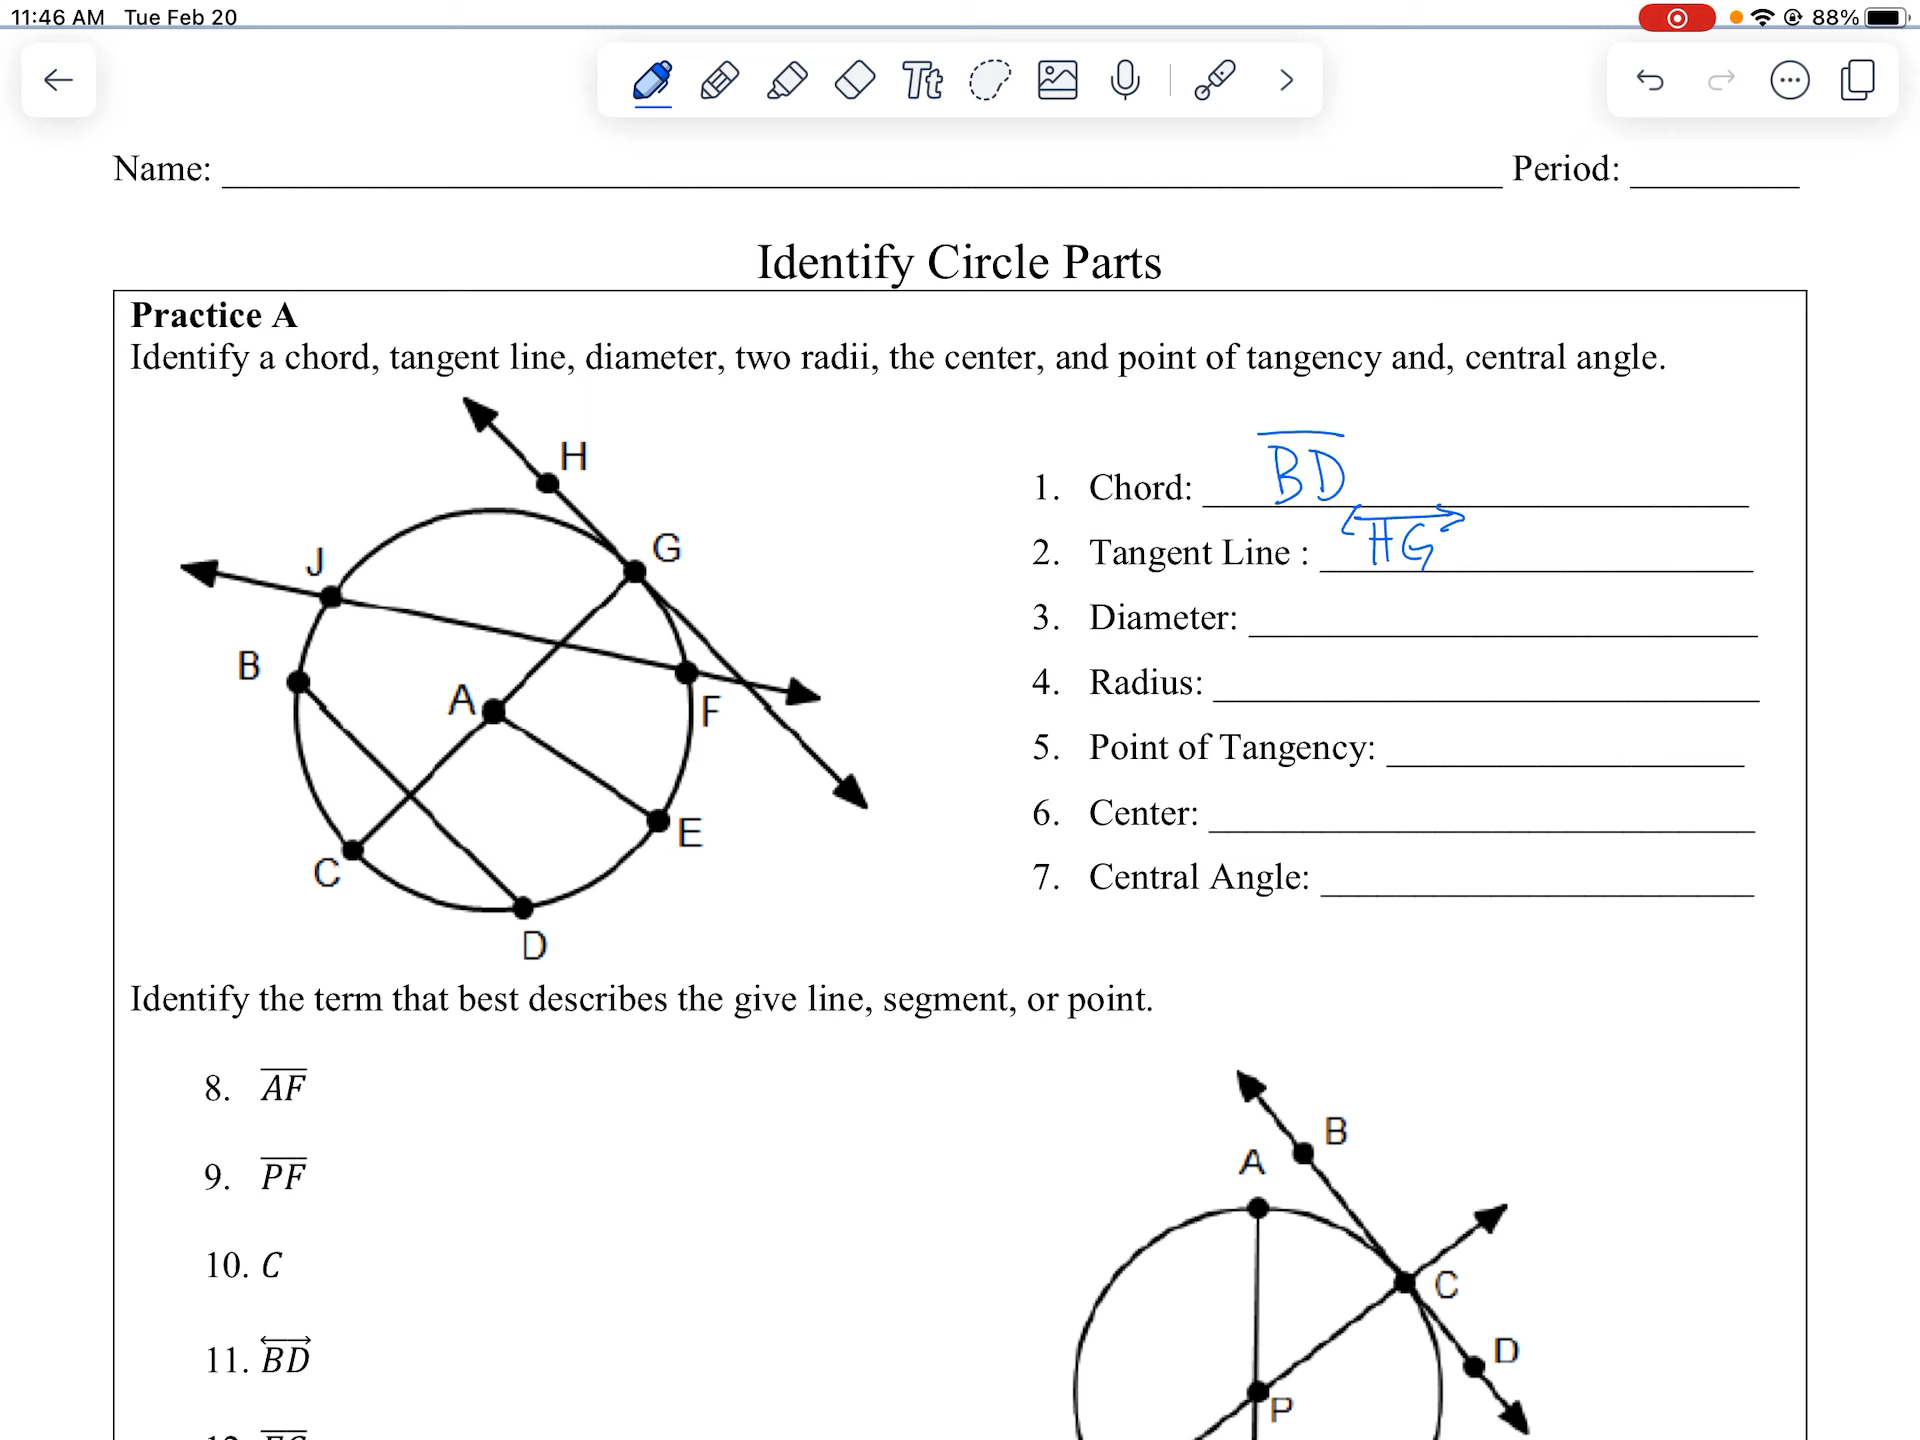 11:46 AM Tue Feb 20
88%
Tt
Name: Period:
Identify Circle Parts
Practice A
Identify a chord, tangent line, diameter, two radii, the center, and point of tangency and, central angle.
H
G
J
B
A
F
E
C
D
1. Chord: BD
2. Tangent Line : HG
3. Diameter:
4. Radius:
5. Point of Tangency:
6. Center:
7. Central Angle:
Identify the term that best describes the give line, segment, or point.
8. AF
9. PF
10. C
11. BD
B
A
C
D
P